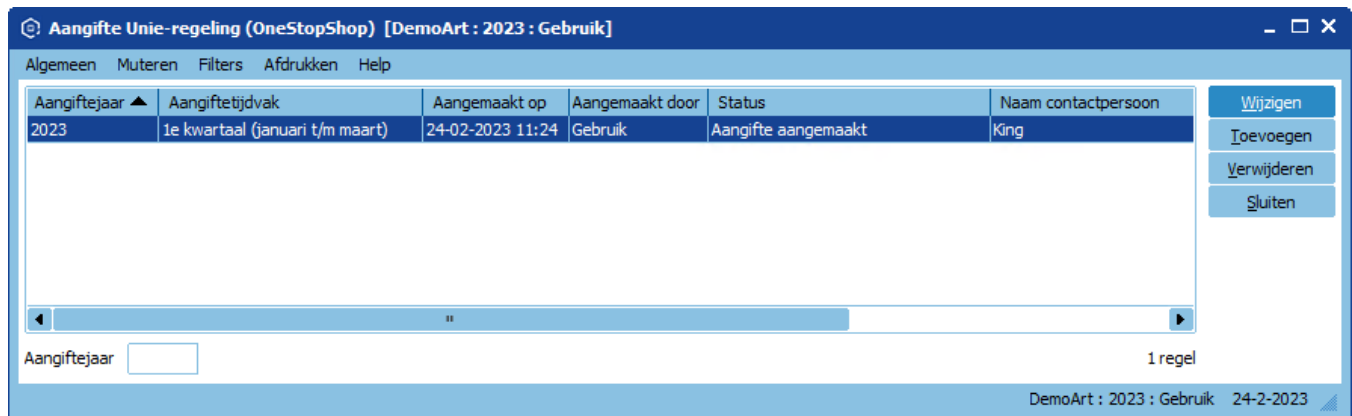 Aangifte Unie-regeling (OneStopShop) [DemoArt : 2023 : Gebruik]
Algemeen Muteren Filters Afdrukken Help
Aangiftejaar Aangiftetijdvak Aangemaakt op Aangemaakt door Status Naam contactpersoon
2023 1e kwartaal (januari t/m maart) 24-02-2023 11:24 Gebruik Aangifte aangemaakt King
Wijzigen
Toevoegen
Verwijderen
Sluiten
Aangiftejaar 1 regel
DemoArt : 2023 : Gebruik 24-2-2023